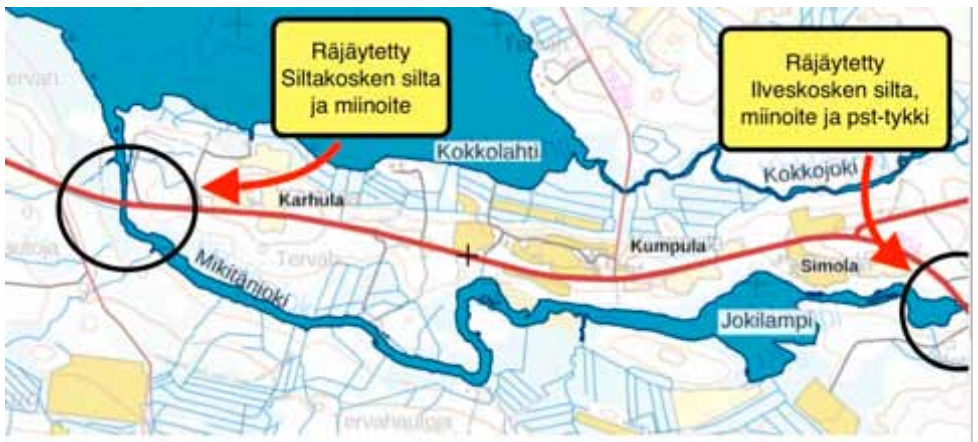 Räjäytetty
Siltakosken silta
ja miinoite
Räjäytetty
Ilveskosken silta,
miinoite ja pst-tykki
Kokkolahti
Kokkojoki
Karhula
Kumpula
Simola
Mikitänjoki
Jokilampi
Tervahauloja